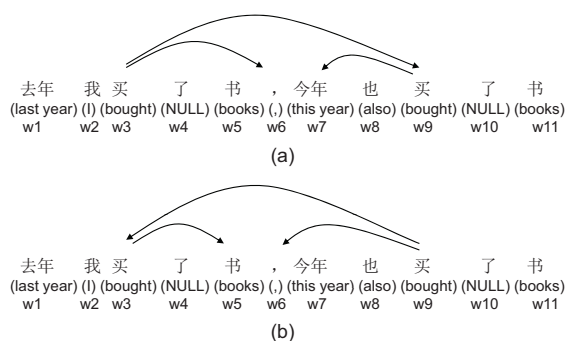 去年 我 买 了 书 ， 今年 也 买 了 书
(last year) (I) (bought) (NULL) (books) (,) (this year) (also) (bought) (NULL) (books)
w1 w2 w3 w4 w5 w6 w7 w8 w9 w10 w11
(a)
去年 我 买 了 书 ， 今年 也 买 了 书
(last year) (I) (bought) (NULL) (books) (,) (this year) (also) (bought) (NULL) (books)
w1 w2 w3 w4 w5 w6 w7 w8 w9 w10 w11
(b)